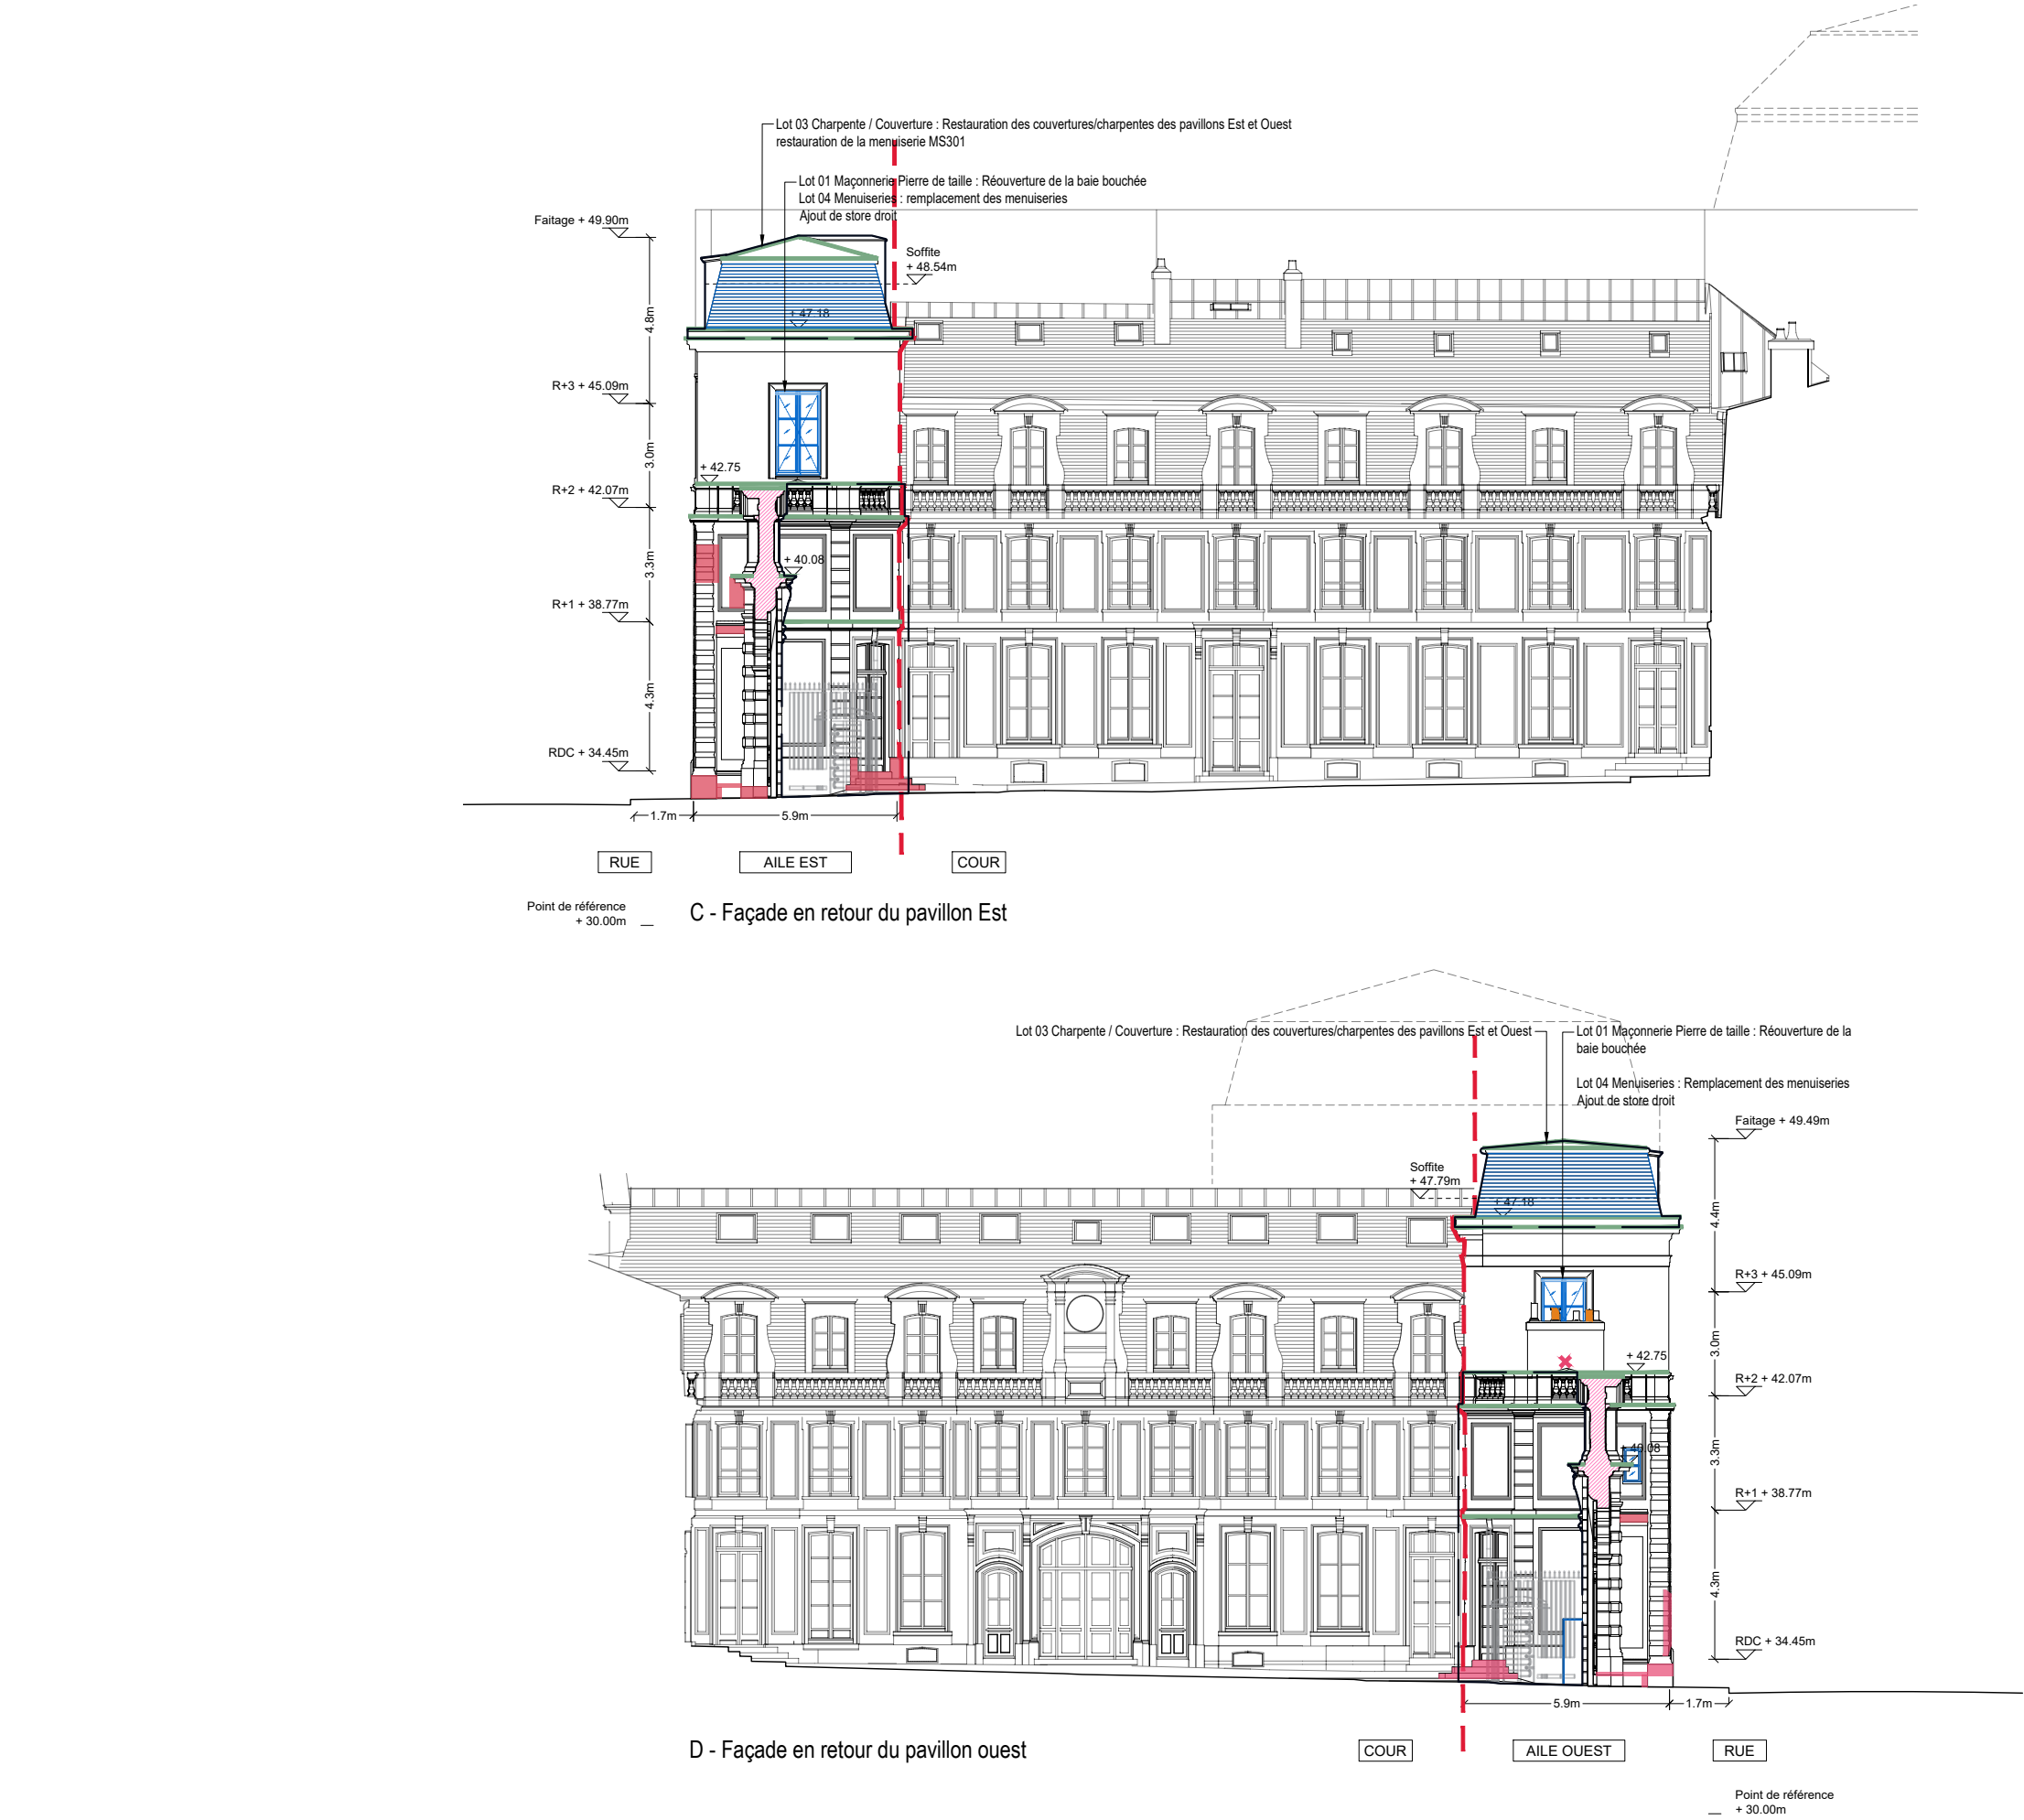 Lot 03 Charpente / Couverture : Restauration des couvertures/charpentes des pavillons Est et Ouest
restauration de la menuiserie MS301
Lot 01 Maçonnerie Pierre de taille : Réouverture de la baie bouchée
Lot 04 Menuiseries : remplacement des menuiseries
Ajout de store droit
Faitage + 49.90m
Soffite
+ 48.54m
+ 47.18
4.8m
R+3 + 45.09m
3.0m
+ 42.75
R+2 + 42.07m
3.3m
+ 40.08
R+1 + 38.77m
4.3m
RDC + 34.45m
1.7m
5.9m
RUE
AILE EST
COUR
Point de référence
+ 30.00m
C - Façade en retour du pavillon Est
Lot 03 Charpente / Couverture : Restauration des couvertures/charpentes des pavillons Est et Ouest
Lot 01 Maçonnerie Pierre de taille : Réouverture de la
baie bouchée
Lot 04 Menuiseries : Remplacement des menuiseries
Ajout de store droit
Faitage + 49.49m
Soffite
+ 47.79m
+ 47.18
4.4m
R+3 + 45.09m
3.0m
+ 42.75
R+2 + 42.07m
3.3m
+ 40.08
R+1 + 38.77m
4.3m
RDC + 34.45m
5.9m
1.7m
D - Façade en retour du pavillon ouest
COUR
AILE OUEST
RUE
Point de référence
+ 30.00m